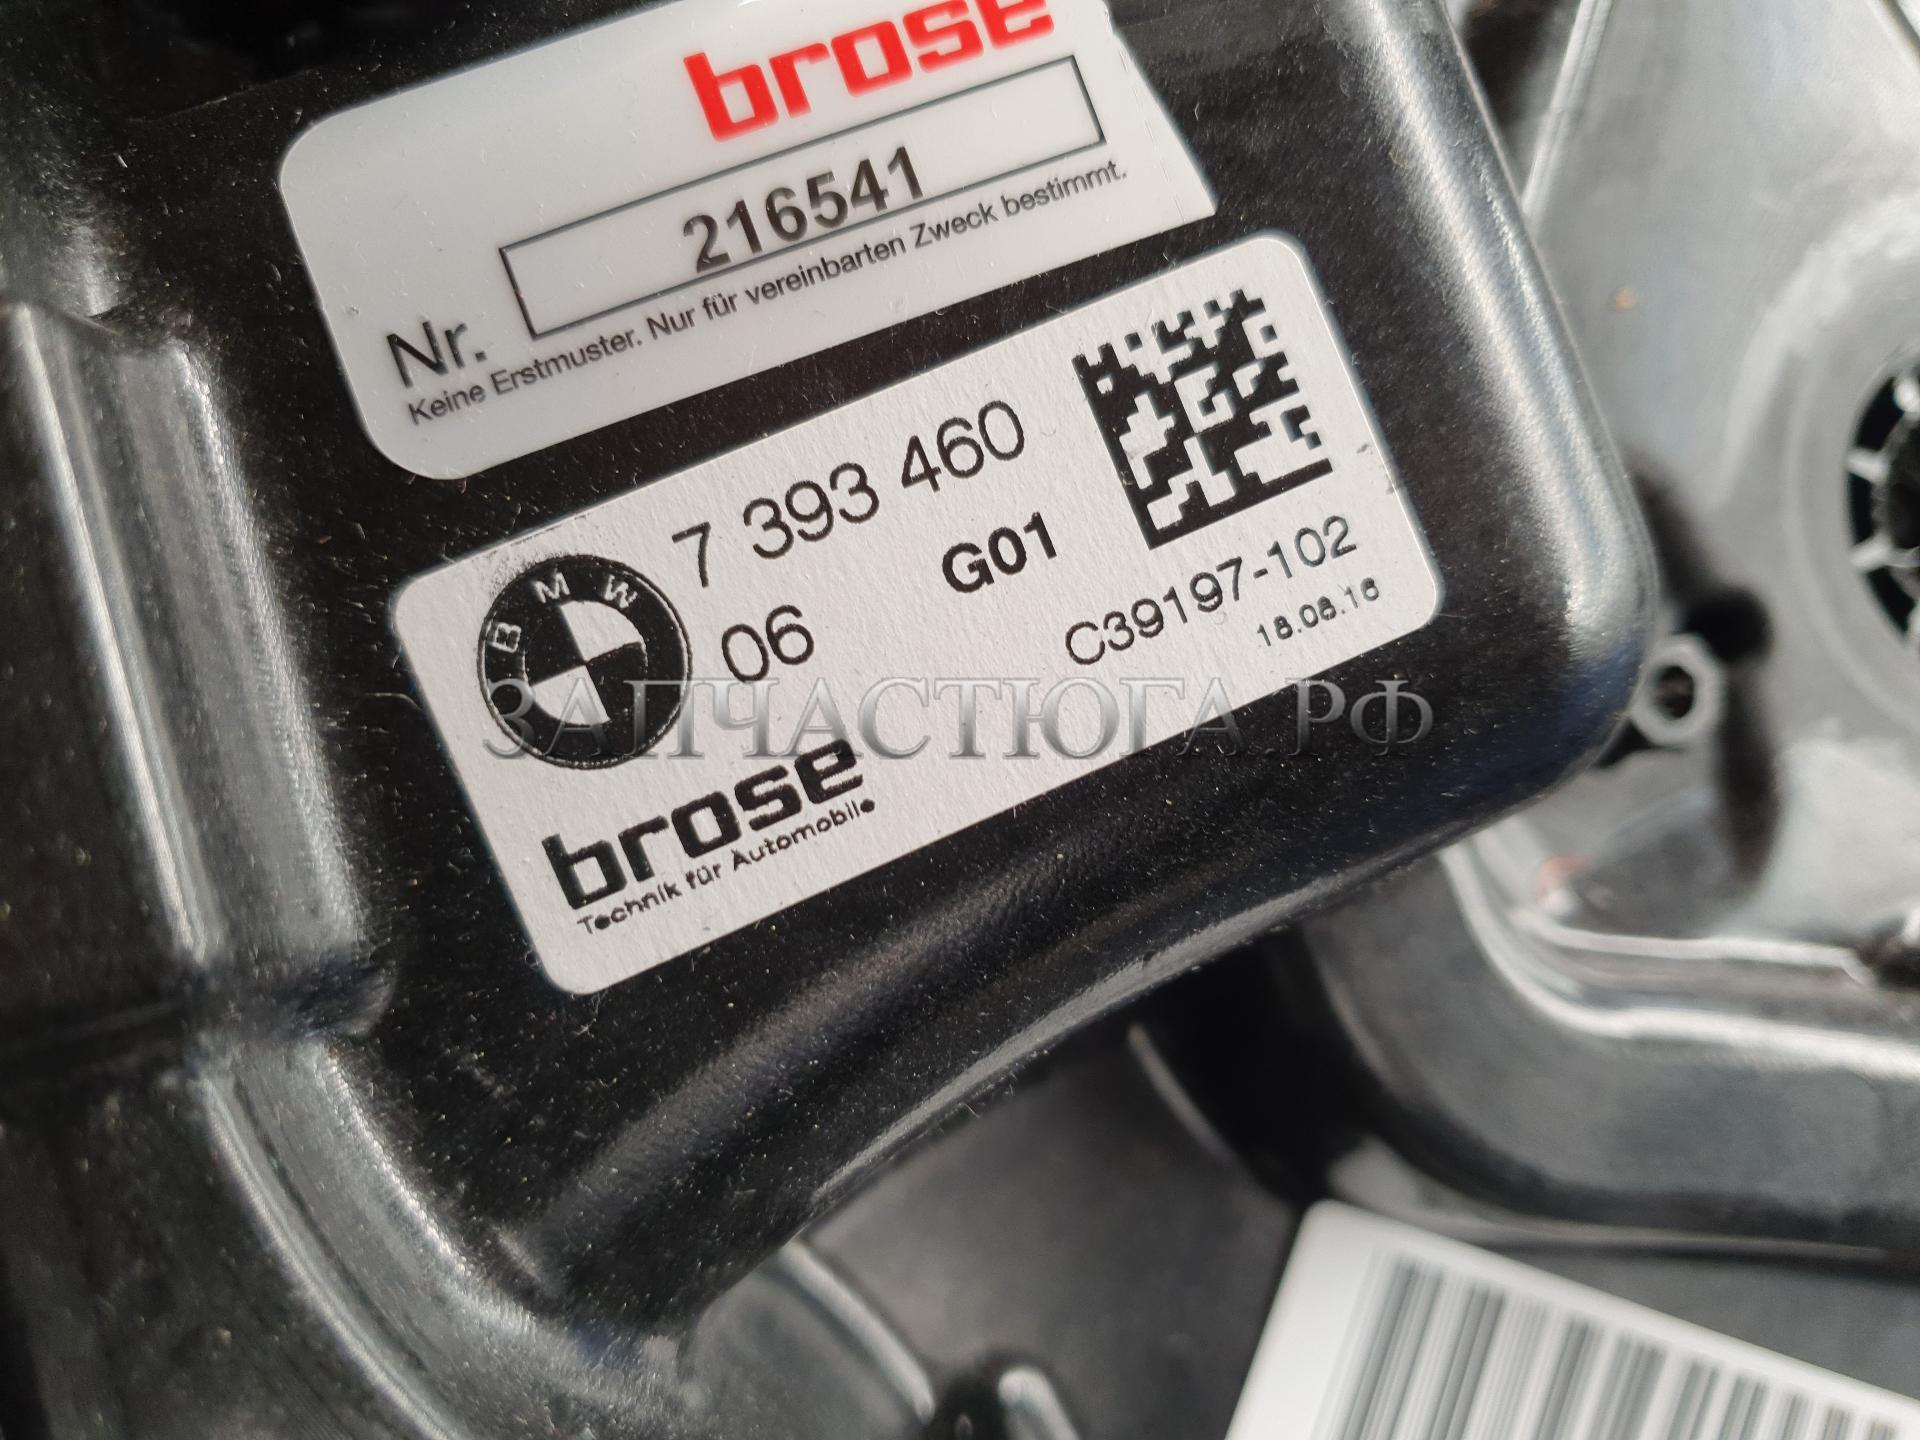 brose
Nr. 216541
Keine Erstmuster. Nur für vereinbarten Zweck bestimmt.
BMW
7 393 460
06
G01
C39197-102
18.08.16
brose
Technik für Automobile
ЗАПЧАСТЮГА.РФ